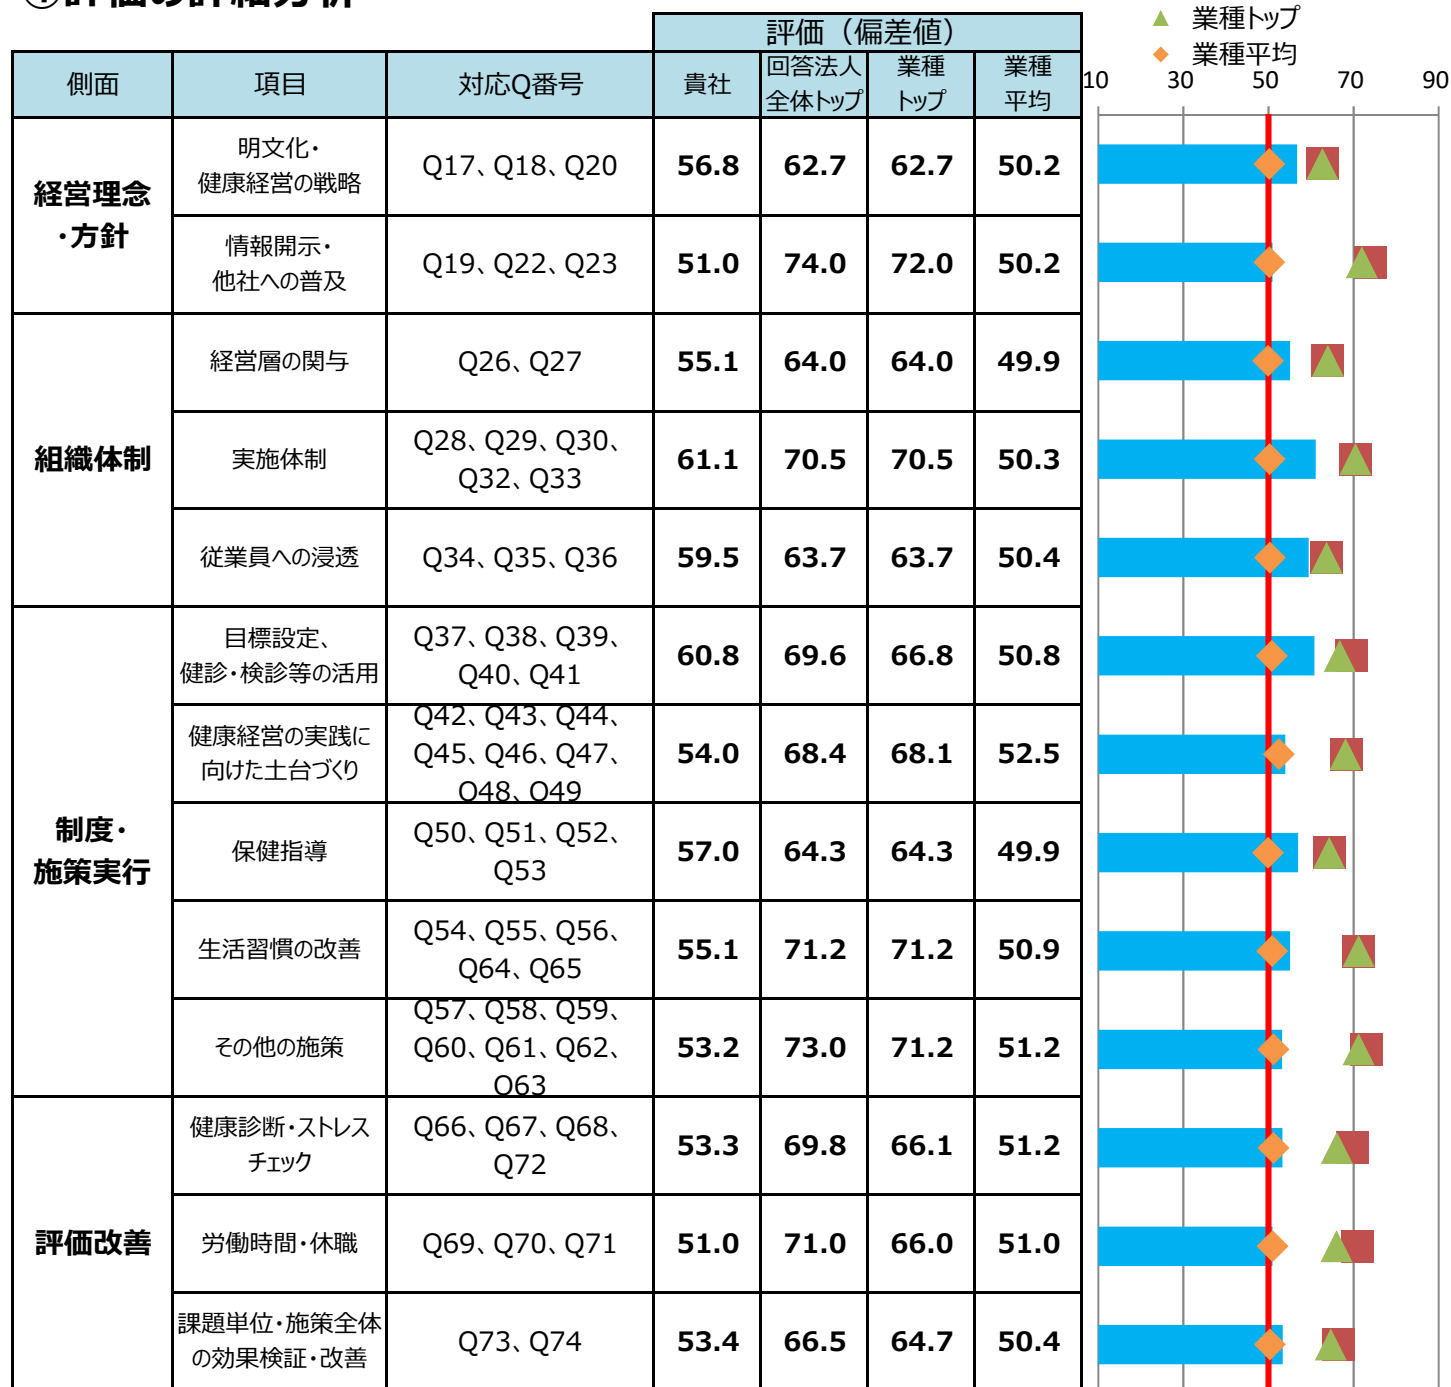 ①評価の詳細分析
評価（偏差値）
側面 項目 対応Q番号 貴社 回答法人全体トップ 業種トップ 業種平均
▲ 業種トップ
◆ 業種平均
10 30 50 70 90
経営理念
・方針
明文化・
健康経営の戦略
Q17、Q18、Q20
56.8 62.7 62.7 50.2
情報開示・
他社への普及
Q19、Q22、Q23
51.0 74.0 72.0 50.2
組織体制
経営層の関与
Q26、Q27
55.1 64.0 64.0 49.9
実施体制
Q28、Q29、Q30、
Q32、Q33
61.1 70.5 70.5 50.3
従業員への浸透
Q34、Q35、Q36
59.5 63.7 63.7 50.4
制度・
施策実行
目標設定、
健診・検診等の活用
Q37、Q38、Q39、
Q40、Q41
60.8 69.6 66.8 50.8
健康経営の実践に
向けた土台づくり
Q42、Q43、Q44、
Q45、Q46、Q47、
Q48、Q49
54.0 68.4 68.1 52.5
保健指導
Q50、Q51、Q52、
Q53
57.0 64.3 64.3 49.9
生活習慣の改善
Q54、Q55、Q56、
Q64、Q65
55.1 71.2 71.2 50.9
その他の施策
Q57、Q58、Q59、
Q60、Q61、Q62、
Q63
53.2 73.0 71.2 51.2
評価改善
健康診断・ストレス
チェック
Q66、Q67、Q68、
Q72
53.3 69.8 66.1 51.2
労働時間・休職
Q69、Q70、Q71
51.0 71.0 66.0 51.0
課題単位・施策全体
の効果検証・改善
Q73、Q74
53.4 66.5 64.7 50.4